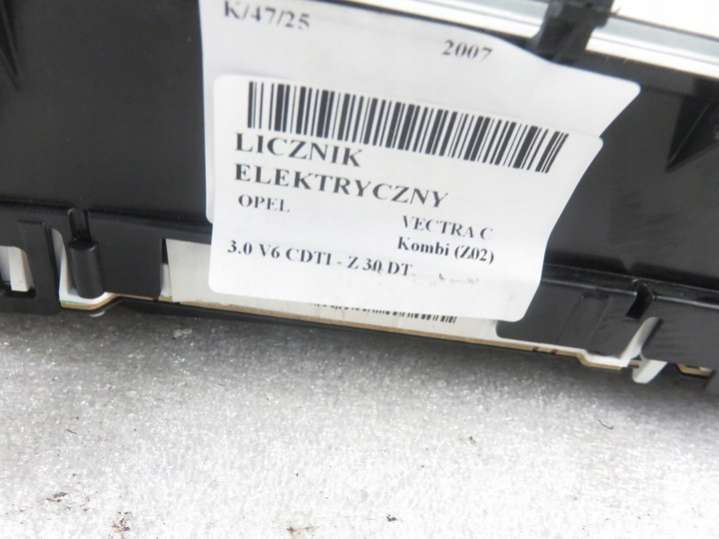 K/47/25 2007
LICZNIK
ELEKTRYCZNY
OPEL VECTRA C
Kombi (Z02)
3.0 V6 CDTI - Z 30 DT